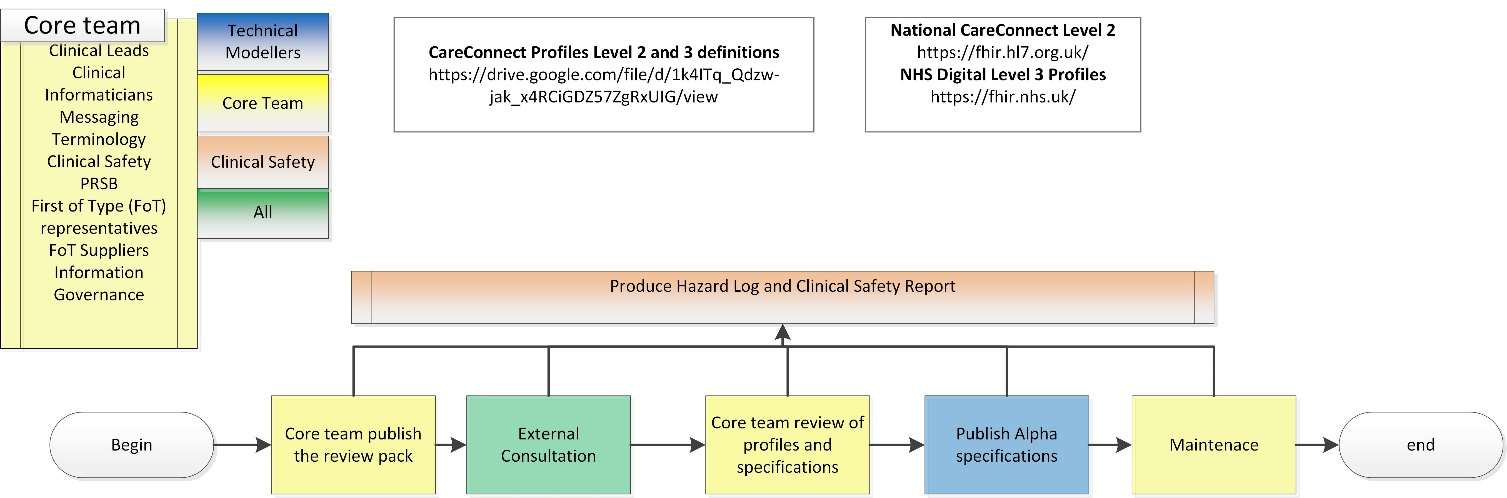 Core team
Clinical Leads
Clinical
Informaticians
Messaging
Terminology
Clinical Safety
PRSB
First of Type (FoT)
representatives
FoT Suppliers
Information
Governance
Technical
Modellers
Core Team
Clinical Safety
All
CareConnect Profiles Level 2 and 3 definitions
https://drive.google.com/file/d/1k4ITq_Qdzw-
jak_x4RCiGDZ57ZgRxUIG/view
National CareConnect Level 2
https://fhir.hl7.org.uk/
NHS Digital Level 3 Profiles
https://fhir.nhs.uk/
Produce Hazard Log and Clinical Safety Report
Begin
Core team publish
the review pack
External
Consultation
Core team review of
profiles and
specifications
Publish Alpha
specifications
Maintenace
end